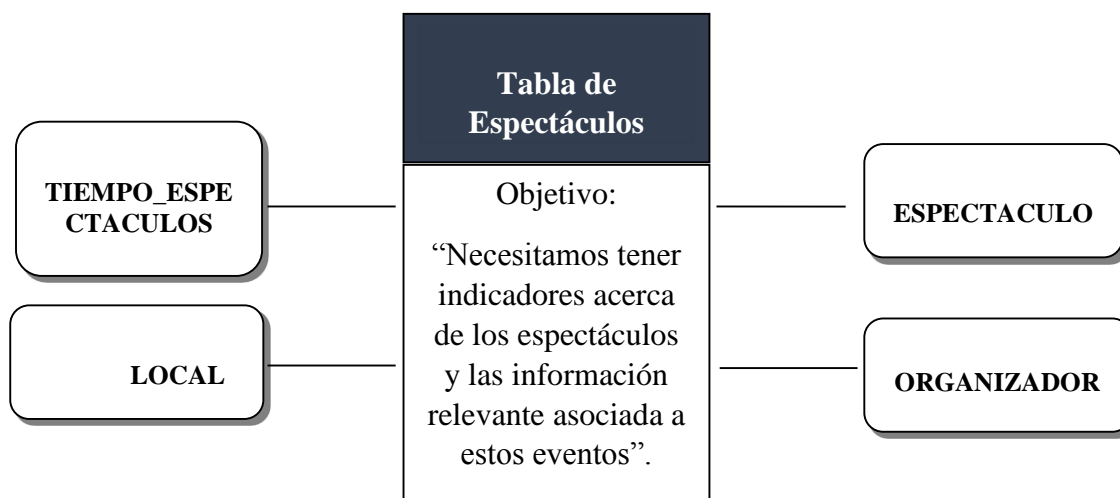 Tabla de
Espectáculos
TIEMPO_ESPE
CTACULOS
LOCAL
Objetivo:
“Necesitamos tener
indicadores acerca
de los espectáculos
y las información
relevante asociada a
estos eventos”.
ESPECTACULO
ORGANIZADOR